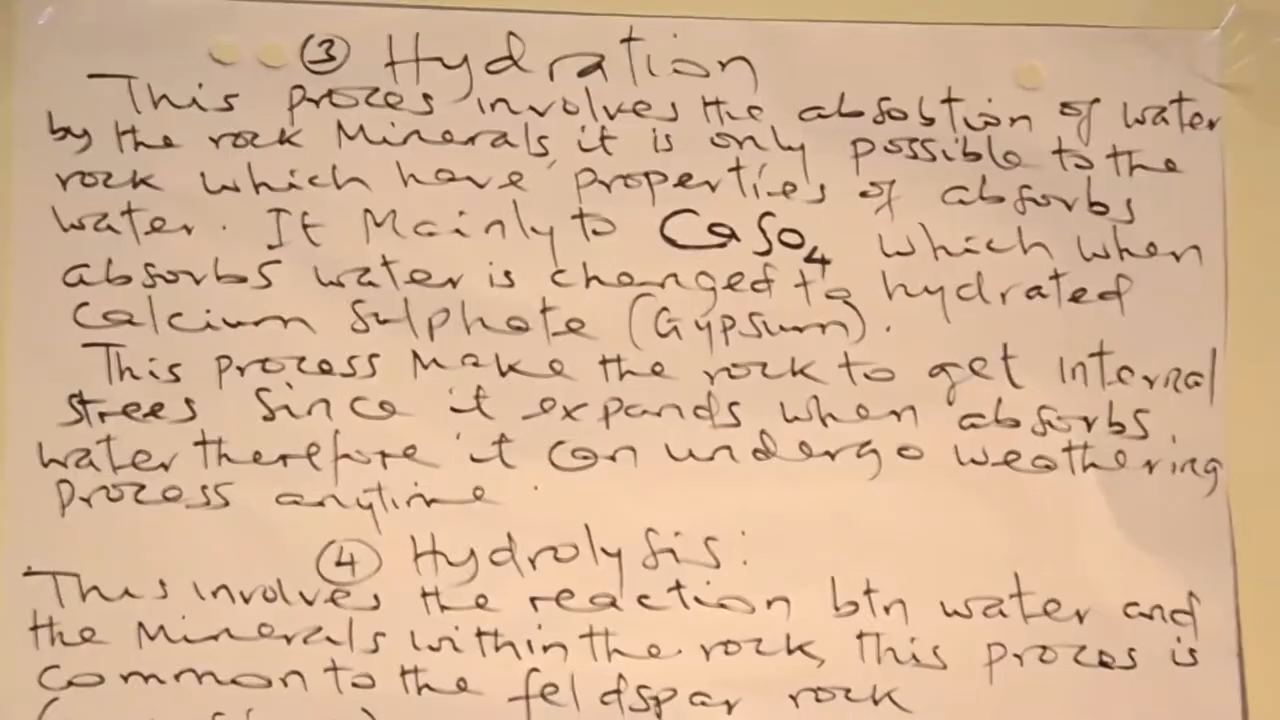 ③ Hydration
This proces involves the absobtion of water
by the rock Minerals, it is only possible to the
rock which have properties of absorbs
water. It Mainly to CaSO₄ which when
absorbs water is changed to hydrated
Calcium Sulphate (Gypsum).
This process Make the rock to get internal
strees since it expands when absorbs,
water therefore it can undergo weathering
process anytime.
④ Hydrolysis:
This involves the reaction btn water and
the Minerals within the rock, this proces is
common to the feldspar rock